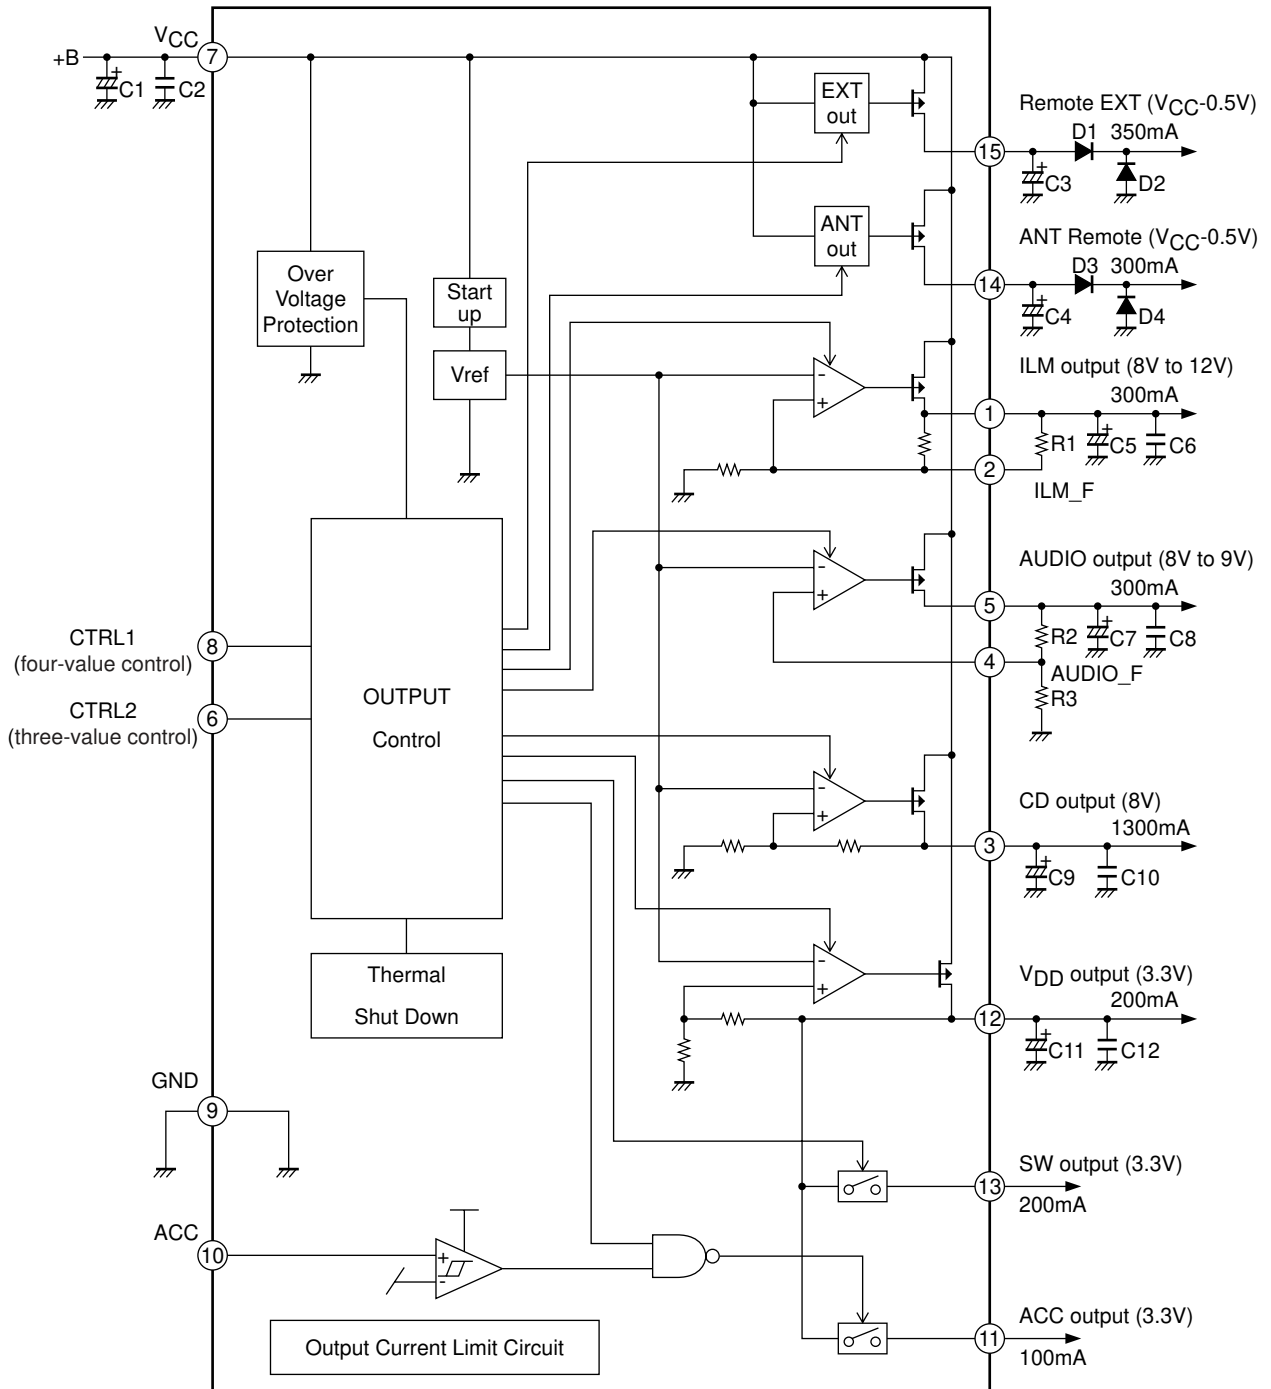 VCC
7
+B
+
C1
C2
EXT
out
Remote EXT (VCC-0.5V)
D1 350mA
15
+
C3
D2
ANT
out
ANT Remote (VCC-0.5V)
D3 300mA
14
+
C4
D4
Over
Voltage
Protection
Start
up
Vref
-
+
ILM output (8V to 12V)
300mA
1
R1
+
C5
C6
2
ILM_F
-
+
AUDIO output (8V to 9V)
300mA
5
R2
+
C7
C8
4
AUDIO_F
R3
CTRL1
(four-value control)
8
CTRL2
(three-value control)
6
OUTPUT
Control
-
+
CD output (8V)
1300mA
3
+
C9
C10
Thermal
Shut Down
-
+
VDD output (3.3V)
200mA
12
+
C11
C12
GND
9
SW output (3.3V)
13
200mA
ACC
10
+
-
ACC output (3.3V)
11
100mA
Output Current Limit Circuit